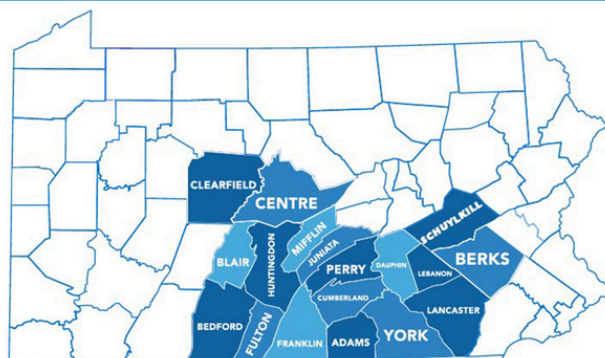 CLEARFIELD
CENTRE
SCHUYLKILL
MIFFLIN
JUNIATA
BLAIR
HUNTINGDON
PERRY
DAUPHIN
LEBANON
BERKS
CUMBERLAND
LANCASTER
BEDFORD
FULTON
FRANKLIN
ADAMS
YORK